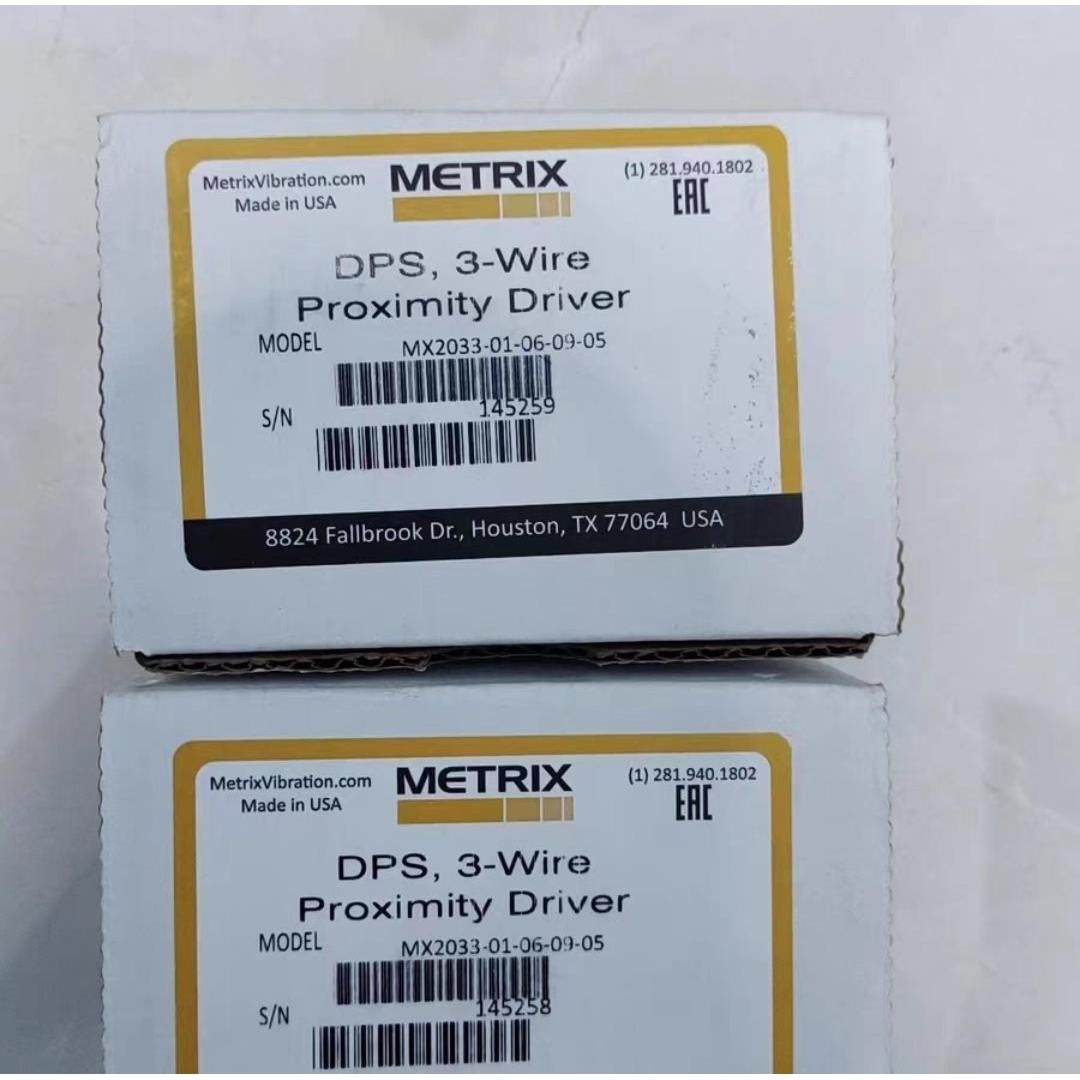 MetrixVibration.com
Made in USA
METRIX
(1) 281.940.1802
EAC
DPS, 3-Wire
Proximity Driver
MODEL MX2033-01-06-09-05
S/N 145259
8824 Fallbrook Dr., Houston, TX 77064 USA
MetrixVibration.com
Made in USA
METRIX
(1) 281.940.1802
EAC
DPS, 3-Wire
Proximity Driver
MODEL MX2033-01-06-09-05
S/N 145258